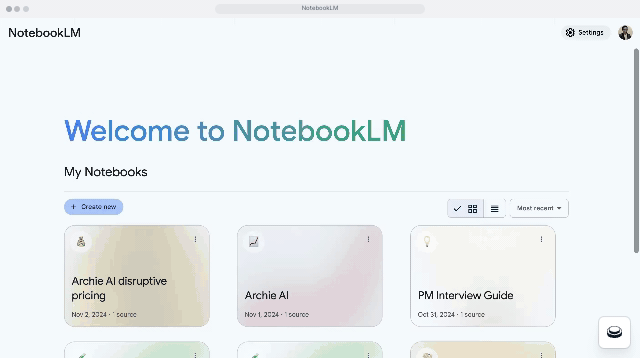 NotebookLM
NotebookLM
Settings
Welcome to NotebookLM
My Notebooks
+ Create new
Most recent
Archie AI disruptive
pricing
Nov 2, 2024 · 1 source
Archie AI
Nov 1, 2024 · 1 source
PM Interview Guide
Oct 31, 2024 · 1 source